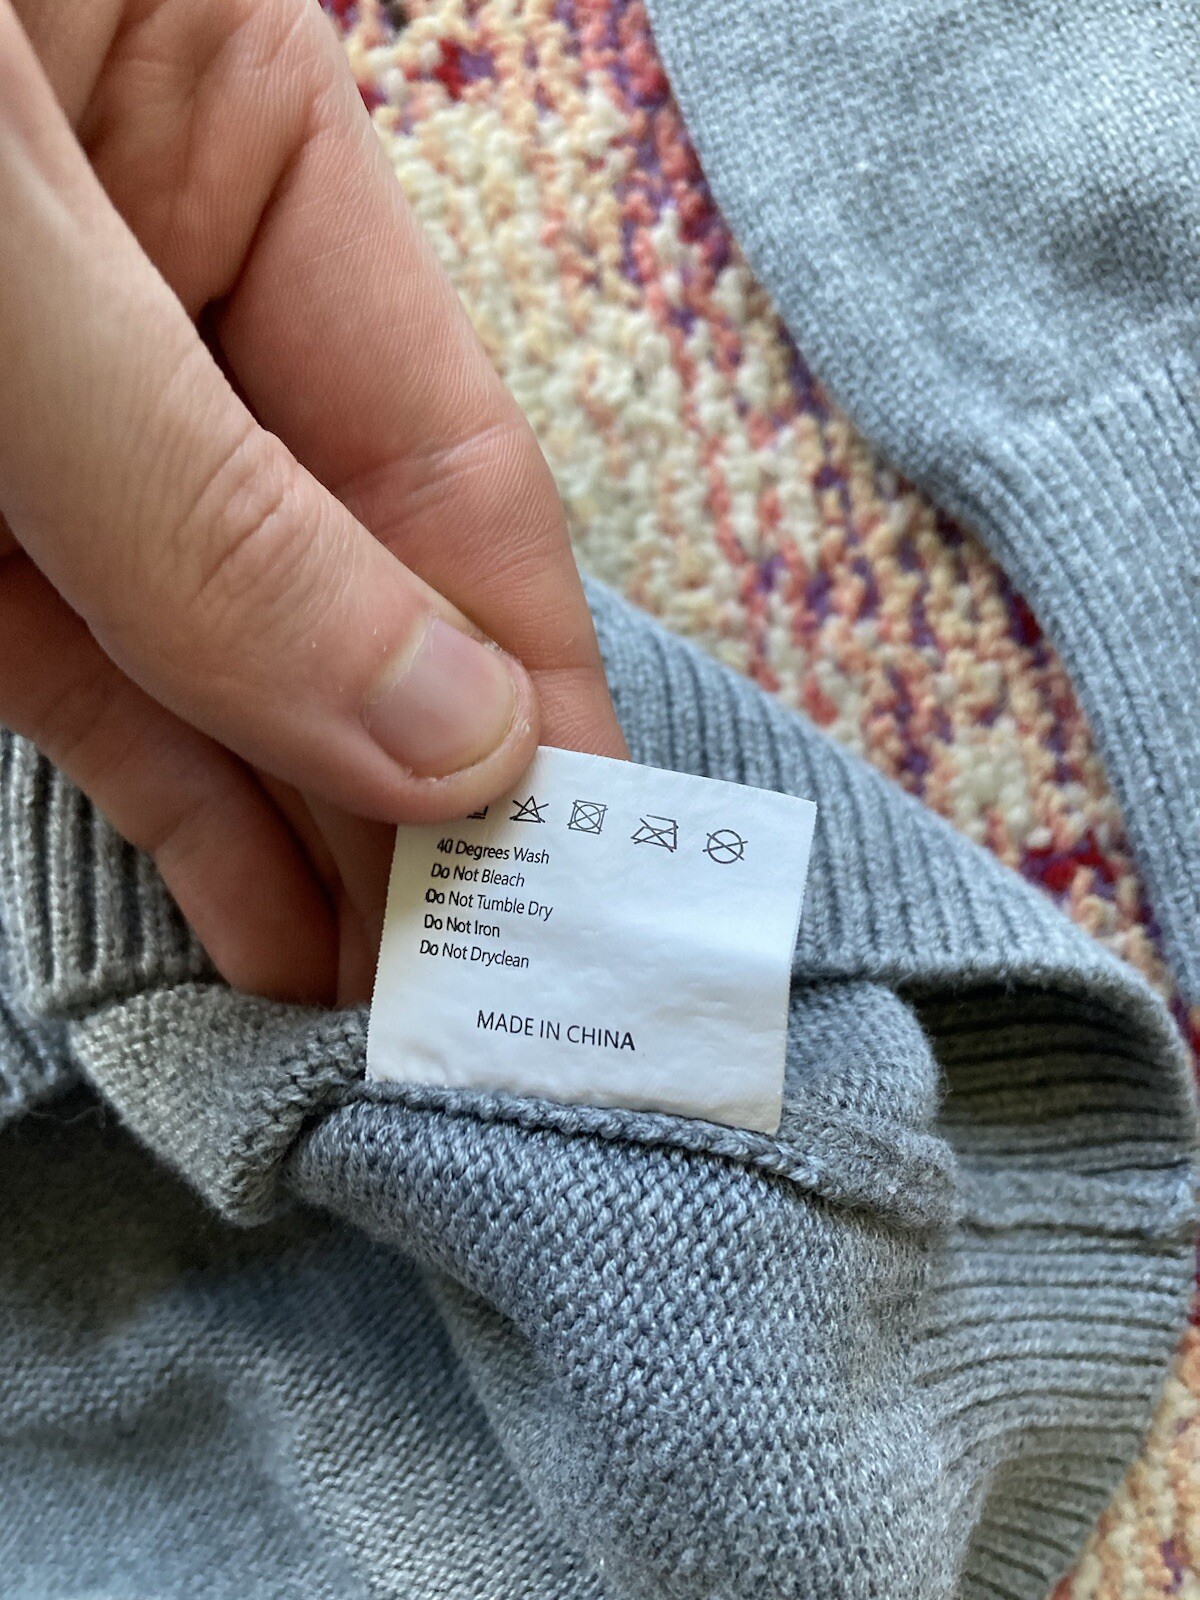 40 Degrees Wash
Do Not Bleach
Do Not Tumble Dry
Do Not Iron
Do Not Dryclean
MADE IN CHINA